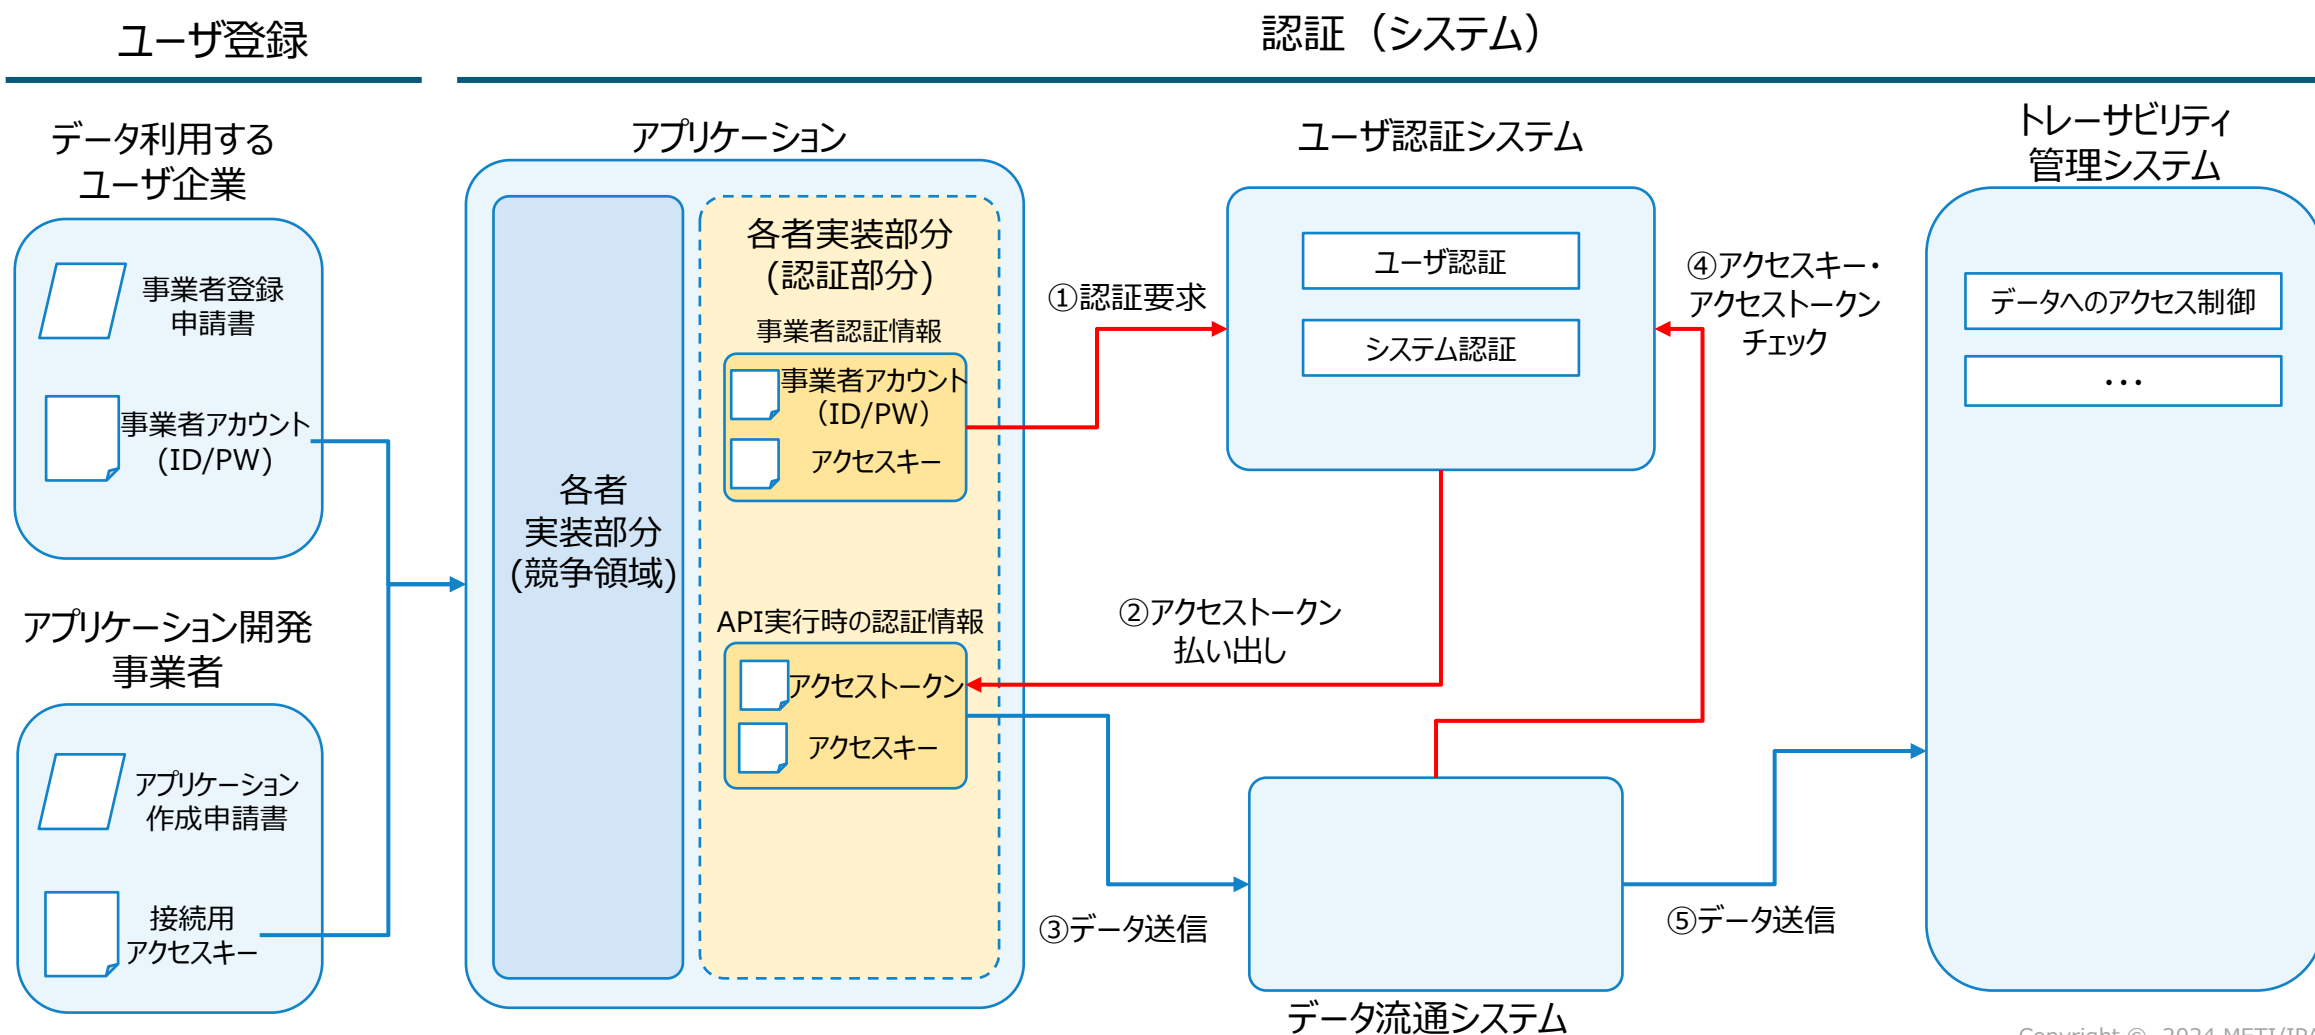 ユーザ登録
認証（システム）
データ利用する
ユーザ企業
事業者登録
申請書
事業者アカウント
(ID/PW)
アプリケーション開発
事業者
アプリケーション
作成申請書
接続用
アクセスキー
アプリケーション
各者
実装部分
(競争領域)
各者実装部分
(認証部分)
事業者認証情報
事業者アカウント
（ID/PW）
アクセスキー
API実行時の認証情報
アクセストークン
アクセスキー
①認証要求
②アクセストークン
払い出し
③データ送信
ユーザ認証システム
ユーザ認証
システム認証
④アクセスキー・
アクセストークン
チェック
データ流通システム
⑤データ送信
トレーサビリティ
管理システム
データへのアクセス制御
・・・
Copyright © 2024 METI/IPA